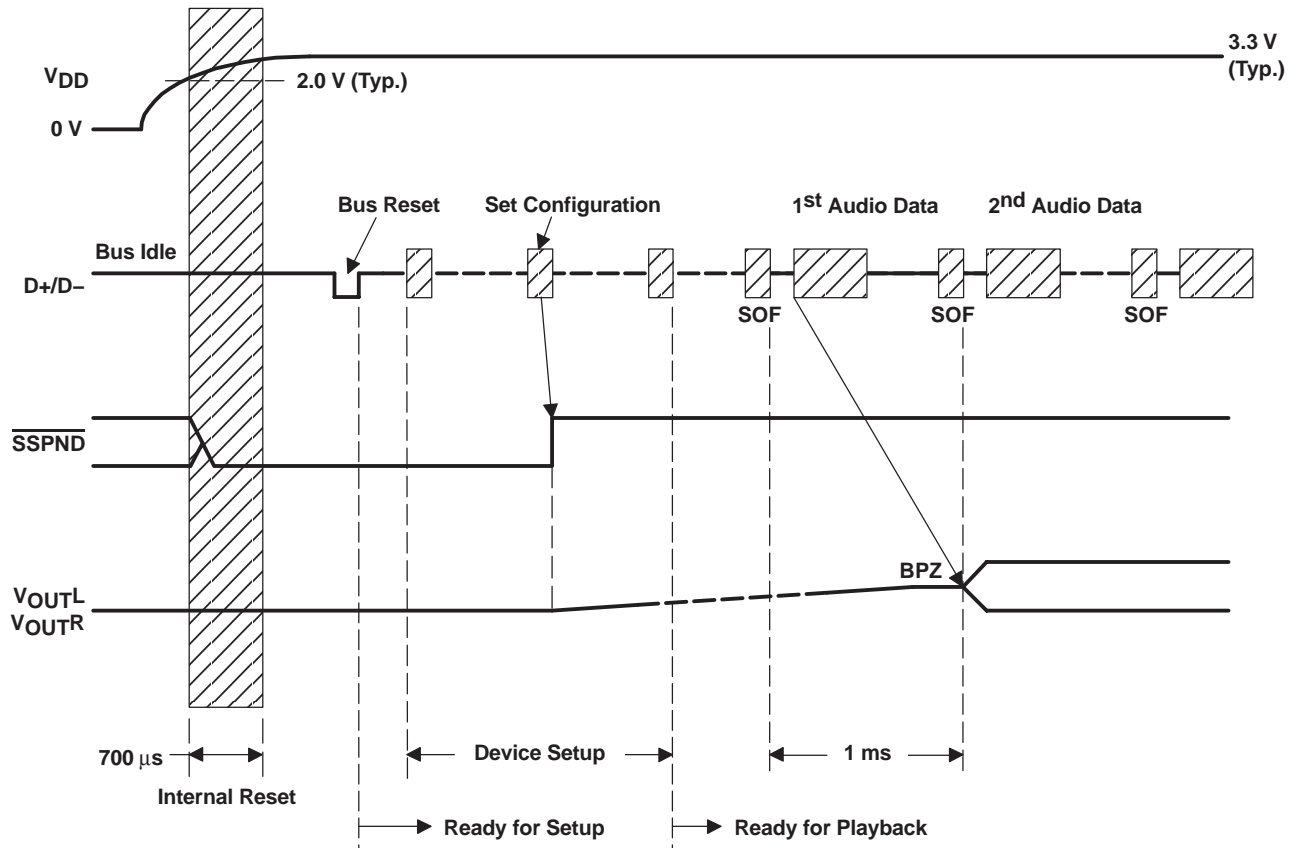 3.3 V
(Typ.)
VDD
2.0 V (Typ.)
0 V
Bus Reset
Set Configuration
1st Audio Data
2nd Audio Data
Bus Idle
D+/D–
SOF
SOF
SOF
SSPND
BPZ
VOUTL
VOUTR
700 μs
Device Setup
1 ms
Internal Reset
Ready for Setup
Ready for Playback